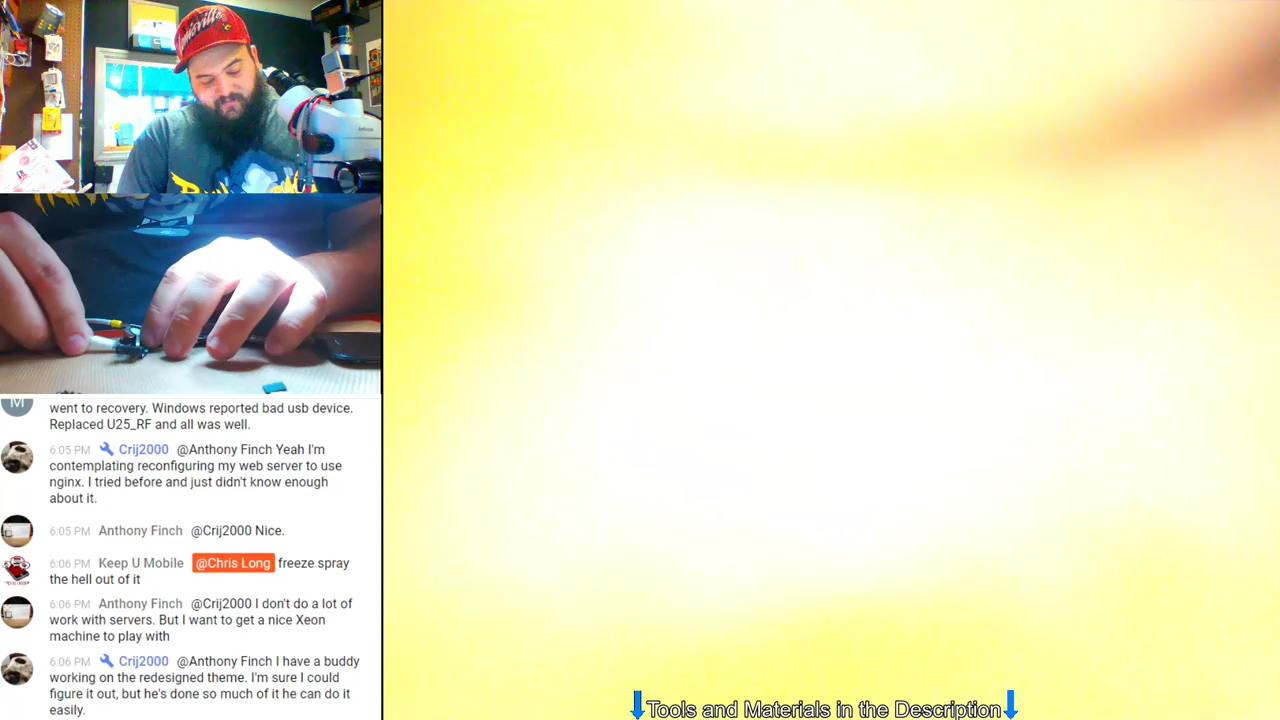 Louisville
M
went to recovery. Windows reported bad usb device.
Replaced U25_RF and all was well.
6:05 PM Crij2000 @Anthony Finch Yeah I'm
contemplating reconfiguring my web server to use
nginx. I tried before and just didn't know enough
about it.
6:05 PM Anthony Finch @Crij2000 Nice.
6:06 PM Keep U Mobile @Chris Long freeze spray
the hell out of it
6:06 PM Anthony Finch @Crij2000 I don't do a lot of
work with servers. But I want to get a nice Xeon
machine to play with
6:06 PM Crij2000 @Anthony Finch I have a buddy
working on the redesigned theme. I'm sure I could
figure it out, but he's done so much of it he can do it
easily.
Tools and Materials in the Description